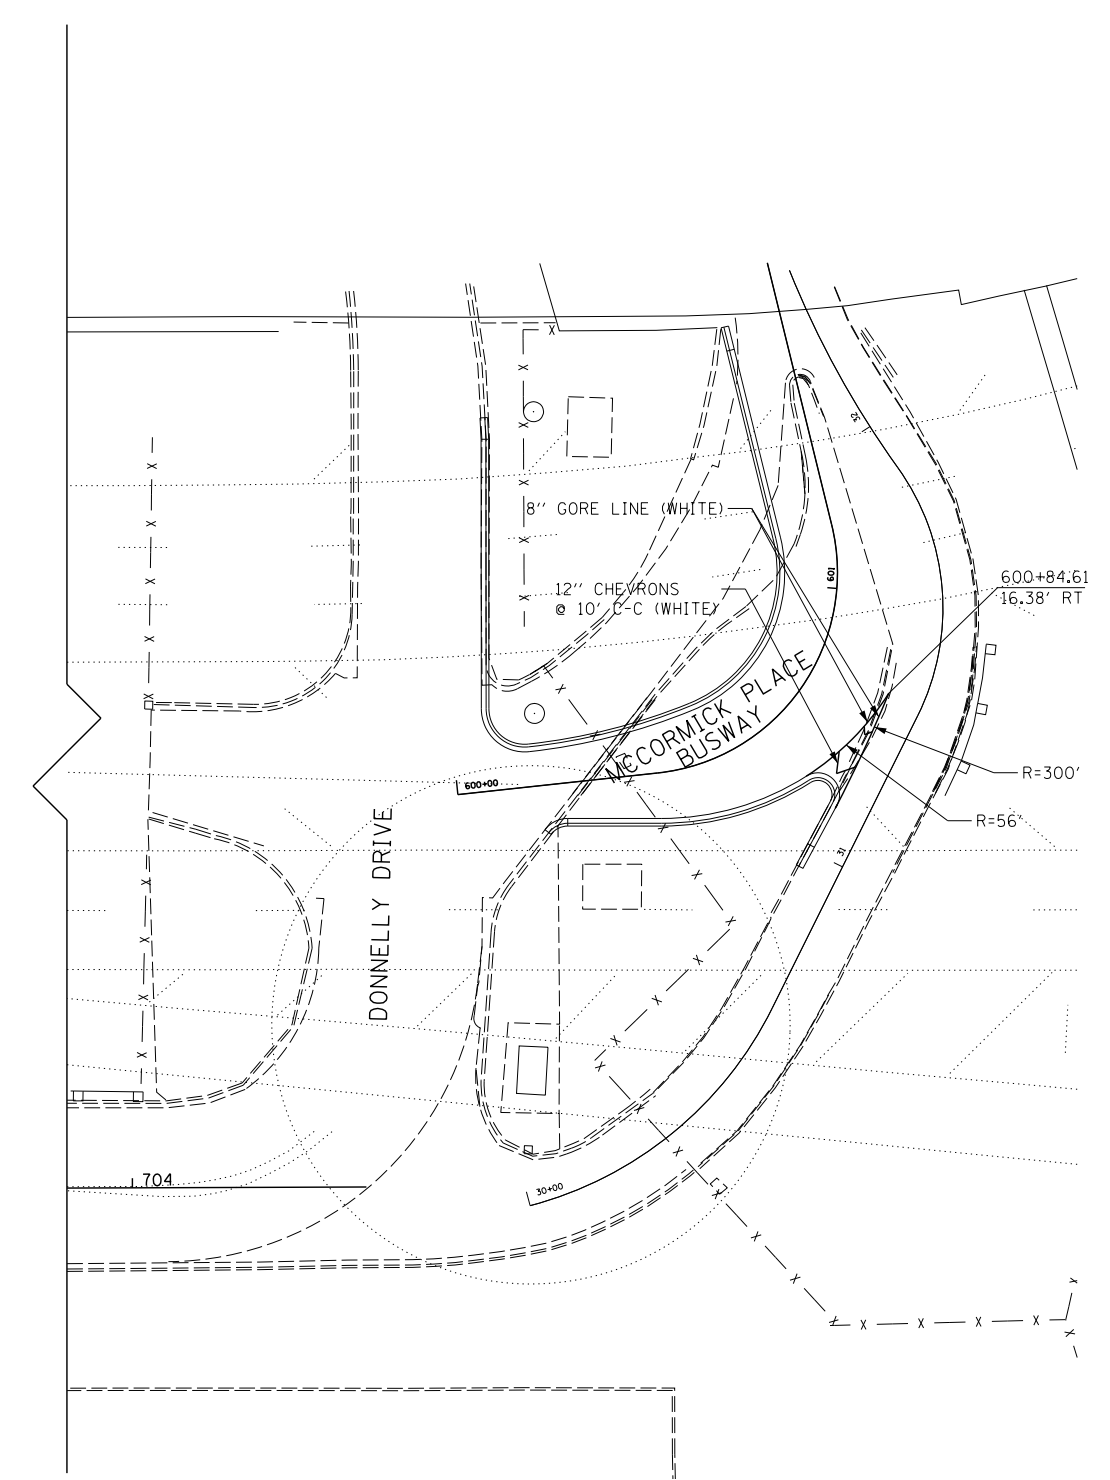 32
8'' GORE LINE (WHITE)
601
600+84.61
16.38' RT
12'' CHEVRONS
@ 10' C-C (WHITE)
MCCORMICK PLACE
BUSWAY
R=300'
600+00
R=56'
31
DONNELLY DRIVE
704
30+00